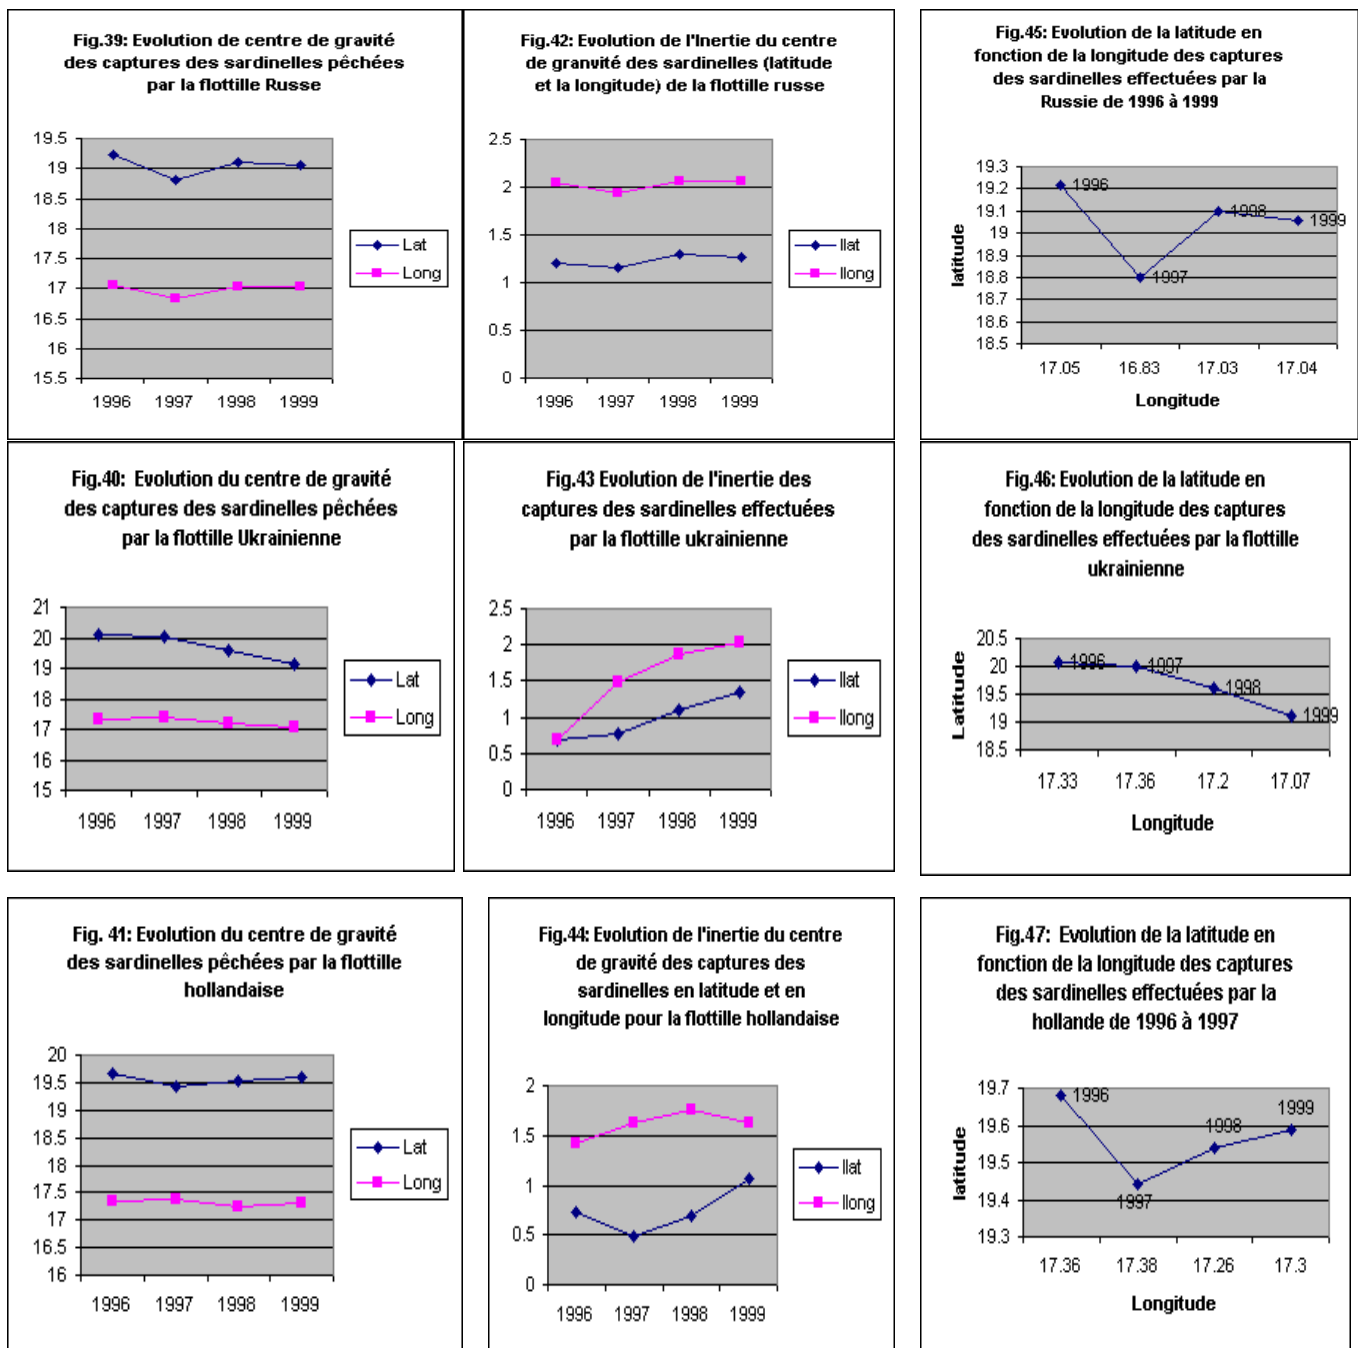 Fig.39: Evolution de centre de gravité
des captures des sardinelles pêchées
par la flottille Russe
19.5
19
18.5
18
17.5
17
16.5
16
15.5
1996 1997 1998 1999
Lat
Long
Fig.42: Evolution de l'Inertie du centre
de granvité des sardinelles (latitude
et la longitude) de la flottille russe
2.5
2
1.5
1
0.5
0
1996 1997 1998 1999
Ilat
Ilong
Fig.45: Evolution de la latitude en
fonction de la longitude des captures
des sardinelles effectuées par la
Russie de 1996 à 1999
latitude
19.3
19.2
19.1
19
18.9
18.8
18.7
18.6
18.5
1996
1997
1998
1999
17.05 16.83 17.03 17.04
Longitude
Fig.40: Evolution du centre de gravité
des captures des sardinelles pêchées
par la flottille Ukrainienne
21
20
19
18
17
16
15
1996 1997 1998 1999
Lat
Long
Fig.43 Evolution de l'inertie des
captures des sardinelles effectuées
par la flottille ukrainienne
2.5
2
1.5
1
0.5
0
1996 1997 1998 1999
Ilat
Ilong
Fig.46: Evolution de la latitude en
fonction de la longitude des captures
des sardinelles effectuées par la flottille
ukrainienne
Latitude
20.5
20
19.5
19
18.5
1996
1997
1998
1999
17.33 17.36 17.2 17.07
Longitude
Fig. 41: Evolution du centre de gravité
des sardinelles pêchées par la flottille
hollandaise
20
19.5
19
18.5
18
17.5
17
16.5
16
1996 1997 1998 1999
Lat
Long
Fig.44: Evolution de l'inertie du centre
de gravité des captures des
sardinelles en latitude et en
longitude pour la flottille hollandaise
2
1.5
1
0.5
0
1996 1997 1998 1999
Ilat
Ilong
Fig.47: Evolution de la latitude en
fonction de la longitude des captures
des sardinelles effectuées par la
hollande de 1996 à 1997
latitude
19.7
19.6
19.5
19.4
19.3
1996
1997
1998
1999
17.36 17.38 17.26 17.3
Longitude